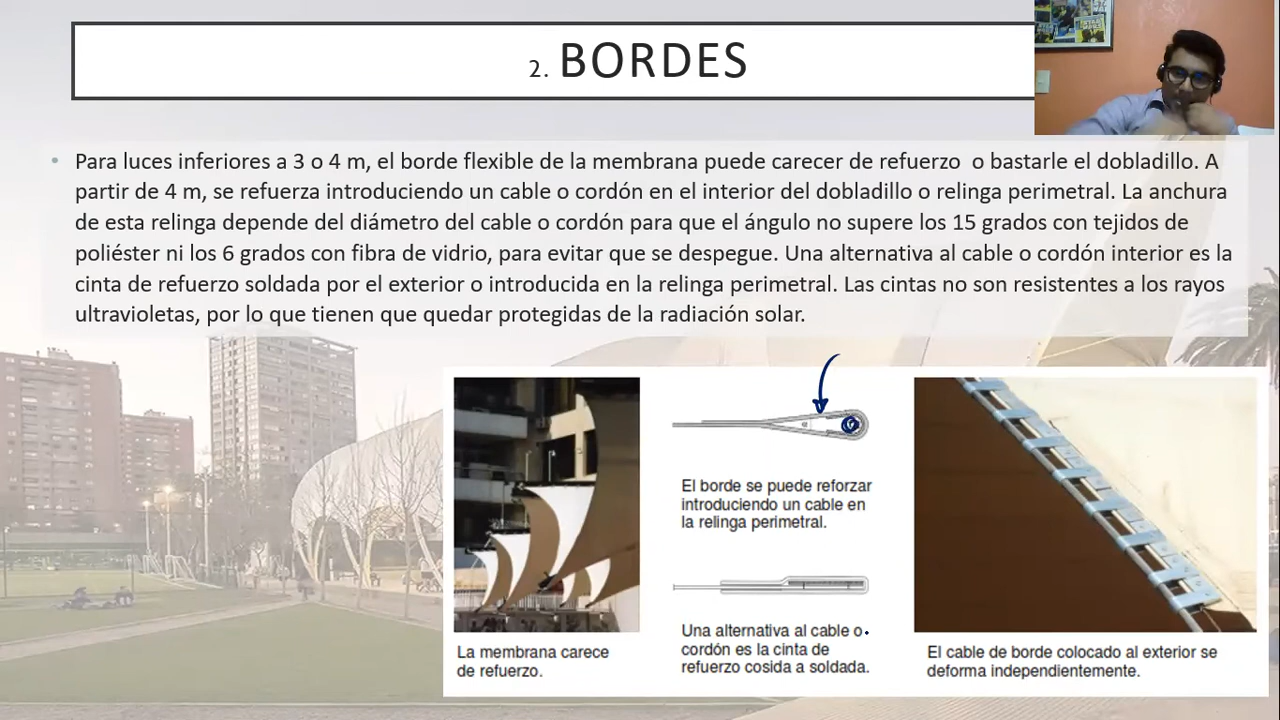 2. BORDES
• Para luces inferiores a 3 o 4 m, el borde flexible de la membrana puede carecer de refuerzo  o bastarle el dobladillo. A
partir de 4 m, se refuerza introduciendo un cable o cordón en el interior del dobladillo o relinga perimetral. La anchura
de esta relinga depende del diámetro del cable o cordón para que el ángulo no supere los 15 grados con tejidos de
poliéster ni los 6 grados con fibra de vidrio, para evitar que se despegue. Una alternativa al cable o cordón interior es la
cinta de refuerzo soldada por el exterior o introducida en la relinga perimetral. Las cintas no son resistentes a los rayos
ultravioletas, por lo que tienen que quedar protegidas de la radiación solar.
El borde se puede reforzar
introduciendo un cable en
la relinga perimetral.
Una alternativa al cable o
cordón es la cinta de
refuerzo cosida a soldada.
La membrana carece
de refuerzo.
El cable de borde colocado al exterior se
deforma independientemente.